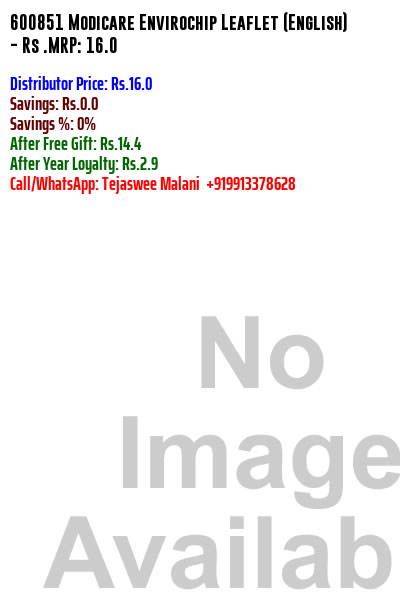 600851 Modicare Envirochip Leaflet (English)
- Rs .MRP: 16.0
Distributor Price: Rs.16.0
Savings: Rs.0.0
Savings %: 0%
After Free Gift: Rs.14.4
After Year Loyalty: Rs.2.9
Call/WhatsApp: Tejaswee Malani +919913378628
No
Image
Availab